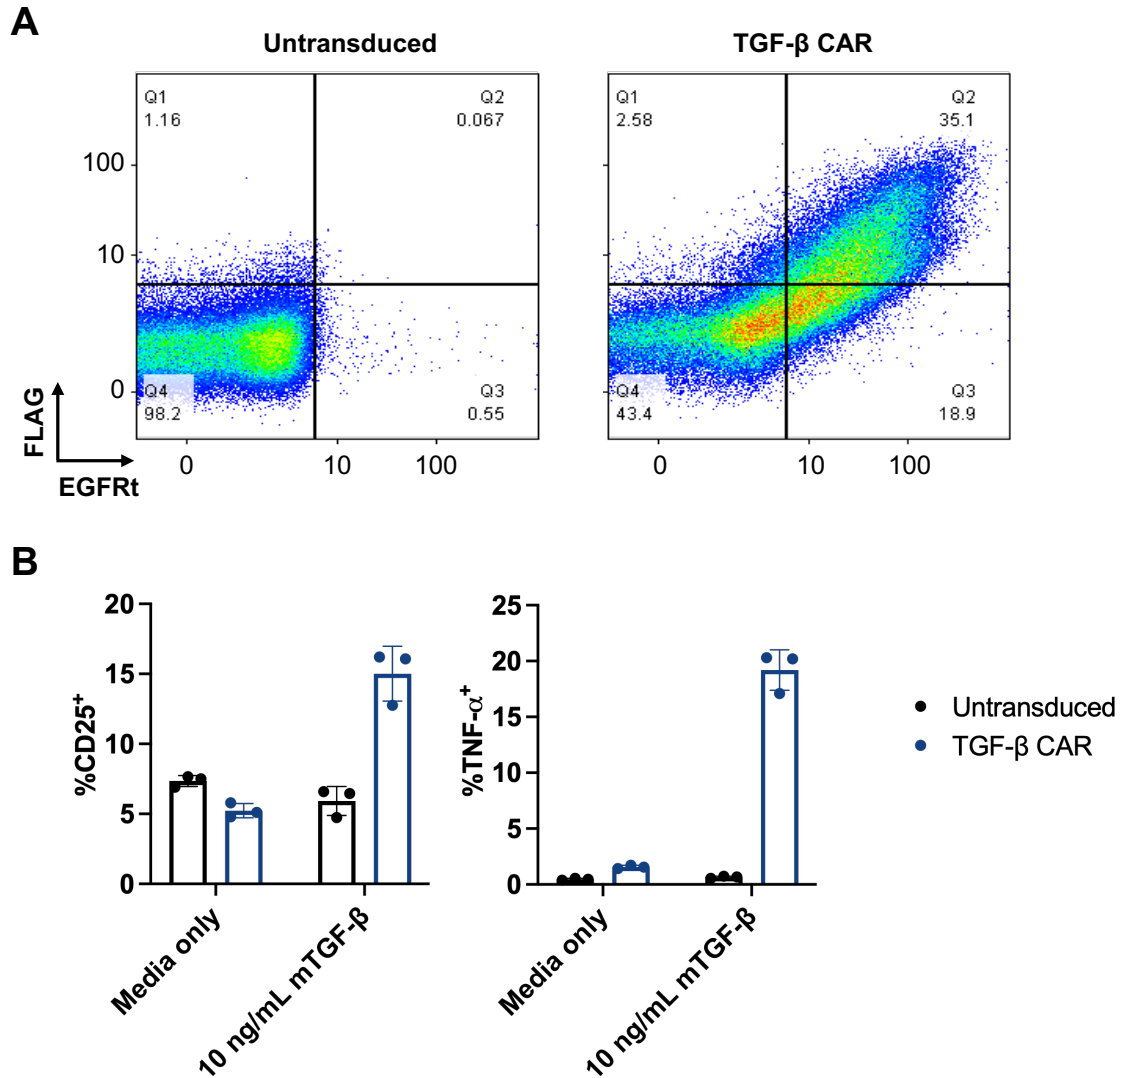 A
Untransduced
TGF-β CAR
Q1
1.16
Q2
0.067
Q1
2.58
Q2
35.1
100
10
0
Q4
98.2
Q3
0.55
Q4
43.4
Q3
18.9
FLAG
EGFRt
0 10 100
0 10 100
B
%CD25+
20
15
10
5
0
Media only
10 ng/mL mTGF-β
%TNF-α+
25
20
15
10
5
0
Media only
10 ng/mL mTGF-β
Untransduced
TGF-β CAR